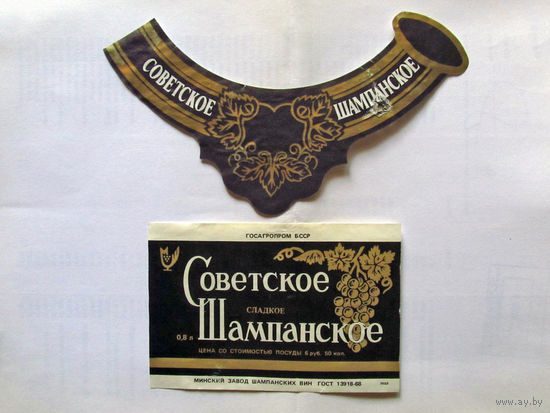 СОВЕТСКОЕ ШАМПАНСКОЕ
ГОСАГРОПРОМ БССР
Советское
СЛАДКОЕ
0,8 л Шампанское
ЦЕНА СО СТОИМОСТЬЮ ПОСУДЫ 6 руб. 50 коп.
МИНСКИЙ ЗАВОД ШАМПАНСКИХ ВИН ГОСТ 13918-68
www.ay.by